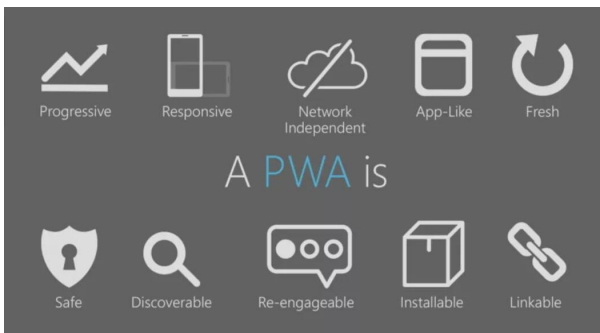 Progressive
Responsive
Network
Independent
App-Like
Fresh
A PWA is
Safe
Discoverable
Re-engageable
Installable
Linkable